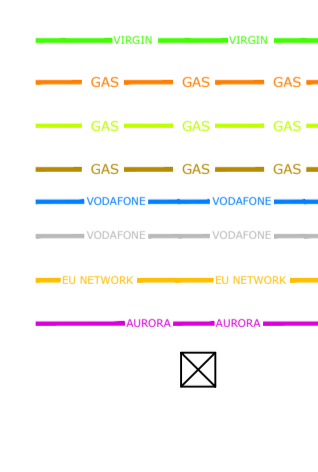 VIRGIN VIRGIN
GAS GAS GAS
GAS GAS GAS
GAS GAS GAS
VODAFONE VODAFONE
VODAFONE VODAFONE
EU NETWORK EU NETWORK
AURORA AURORA